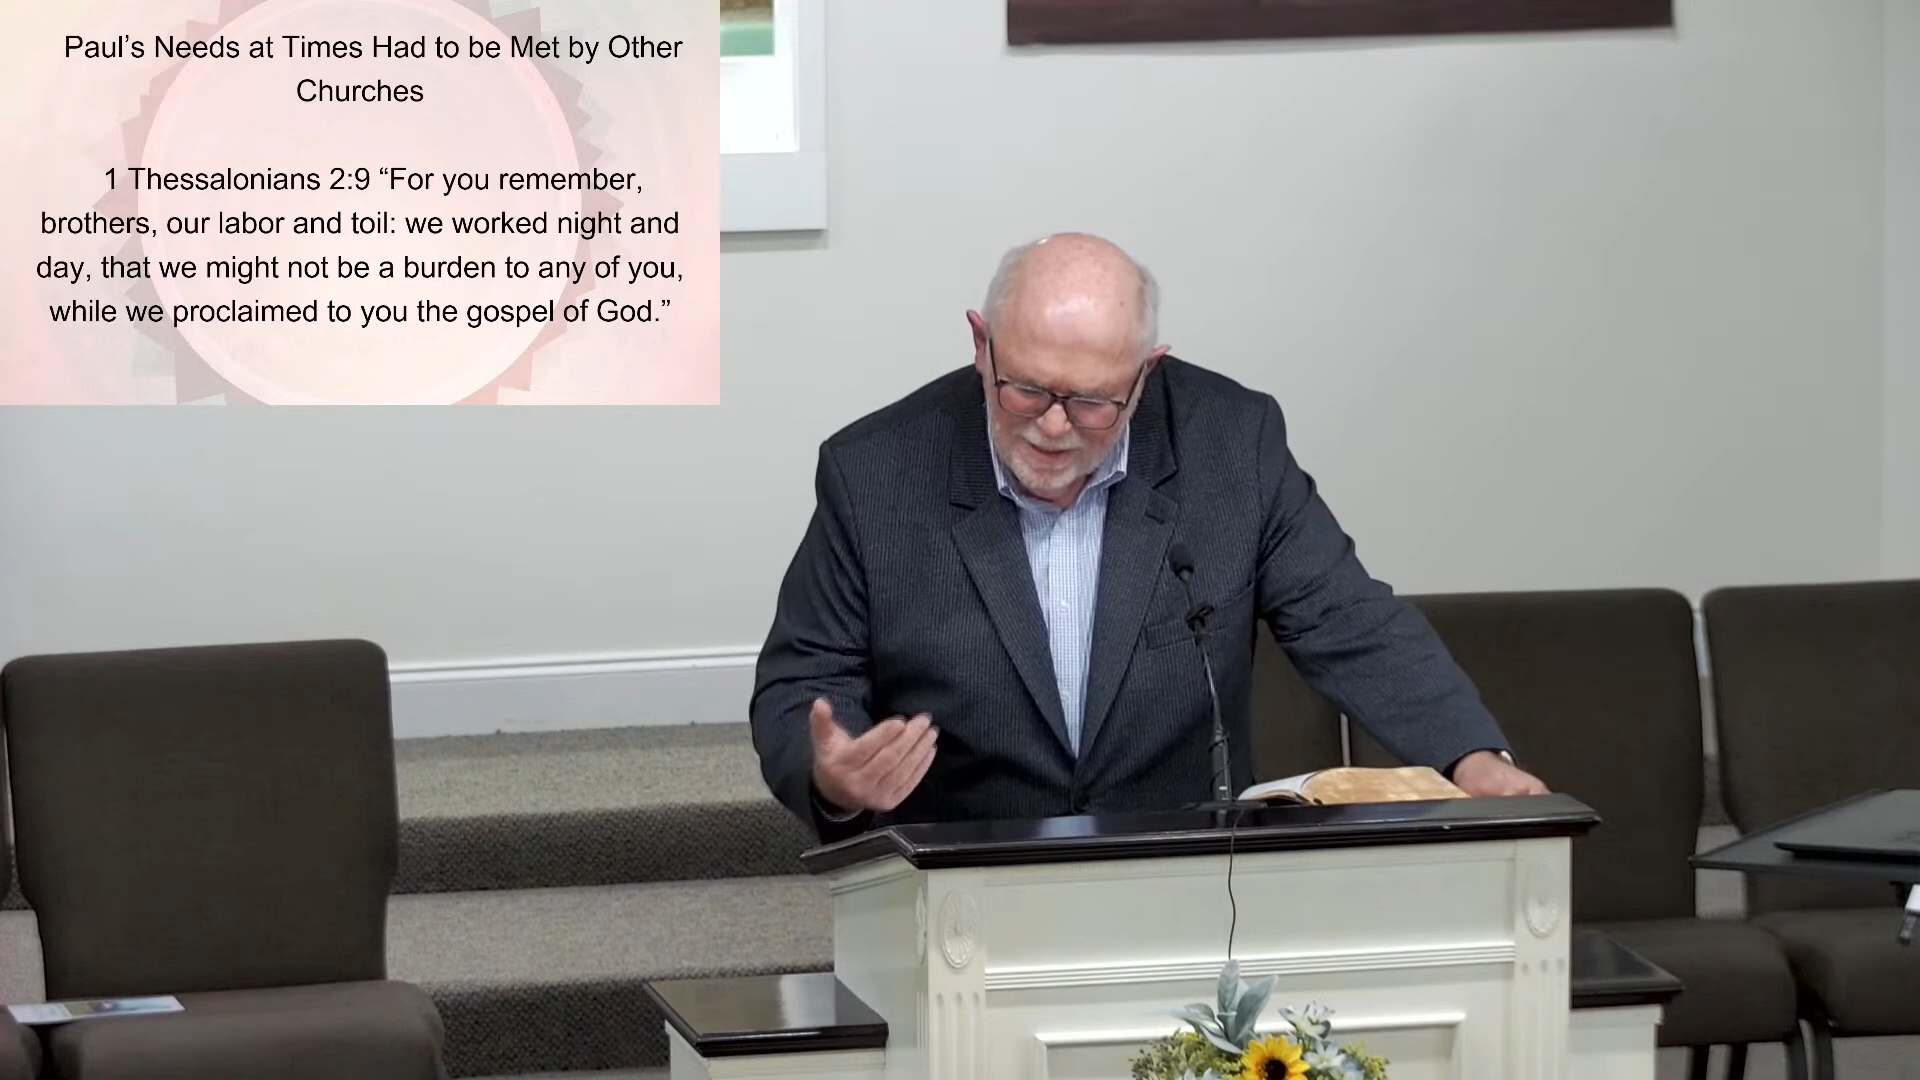 Paul’s Needs at Times Had to be Met by Other
Churches
1 Thessalonians 2:9 “For you remember,
brothers, our labor and toil: we worked night and
day, that we might not be a burden to any of you,
while we proclaimed to you the gospel of God.”